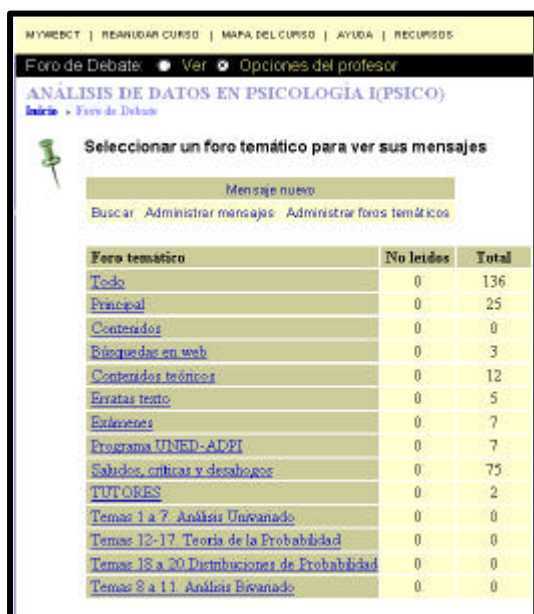 MYWEBCT | REANUDAR CURSO | MAPA DEL CURSO | AYUDA | RECURSOS
Foro de Debate: Ver Opciones del profesor
ANÁLISIS DE DATOS EN PSICOLOGÍA I(PSICO)
Inicio › Foro de Debate
Seleccionar un foro temático para ver sus mensajes
Mensaje nuevo
Buscar Administrar mensajes Administrar foros temáticos
Foro temático No leidos Total
Todo 0 136
Principal 0 25
Contenidos 0 0
Búsquedas en web 0 3
Contenidos teóricos 0 12
Erratas texto 0 5
Exámenes 0 7
Programa UNED-ADPI 0 7
Saludos, críticas y desahogos 0 75
TUTORES 0 2
Temas 1 a 7. Análisis Univariado 0 0
Temas 12-17. Teoría de la Probabilidad 0 0
Temas 18 a 20.Distribuciones de Probabilidad 0 0
Temas 8 a 11. Análisis Bivariado 0 0